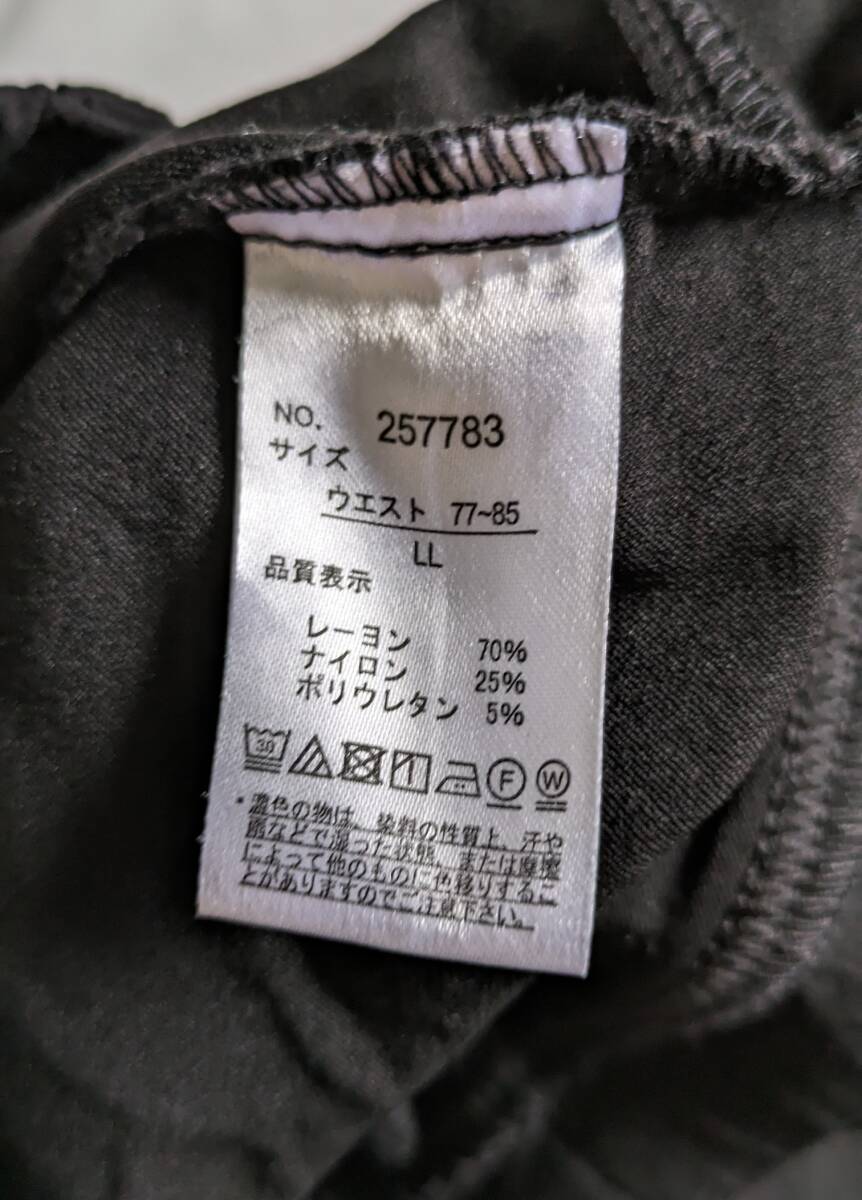 NO. 257783
サイズ
ウエスト 77~85
LL
品質表示
レーヨン 70%
ナイロン 25%
ポリウレタン 5%
30 F W
・濃色の物は、染料の性質上、汗や
雨などで湿った状態、または摩擦
によって他のものに色移りするこ
とがありますのでご注意下さい。